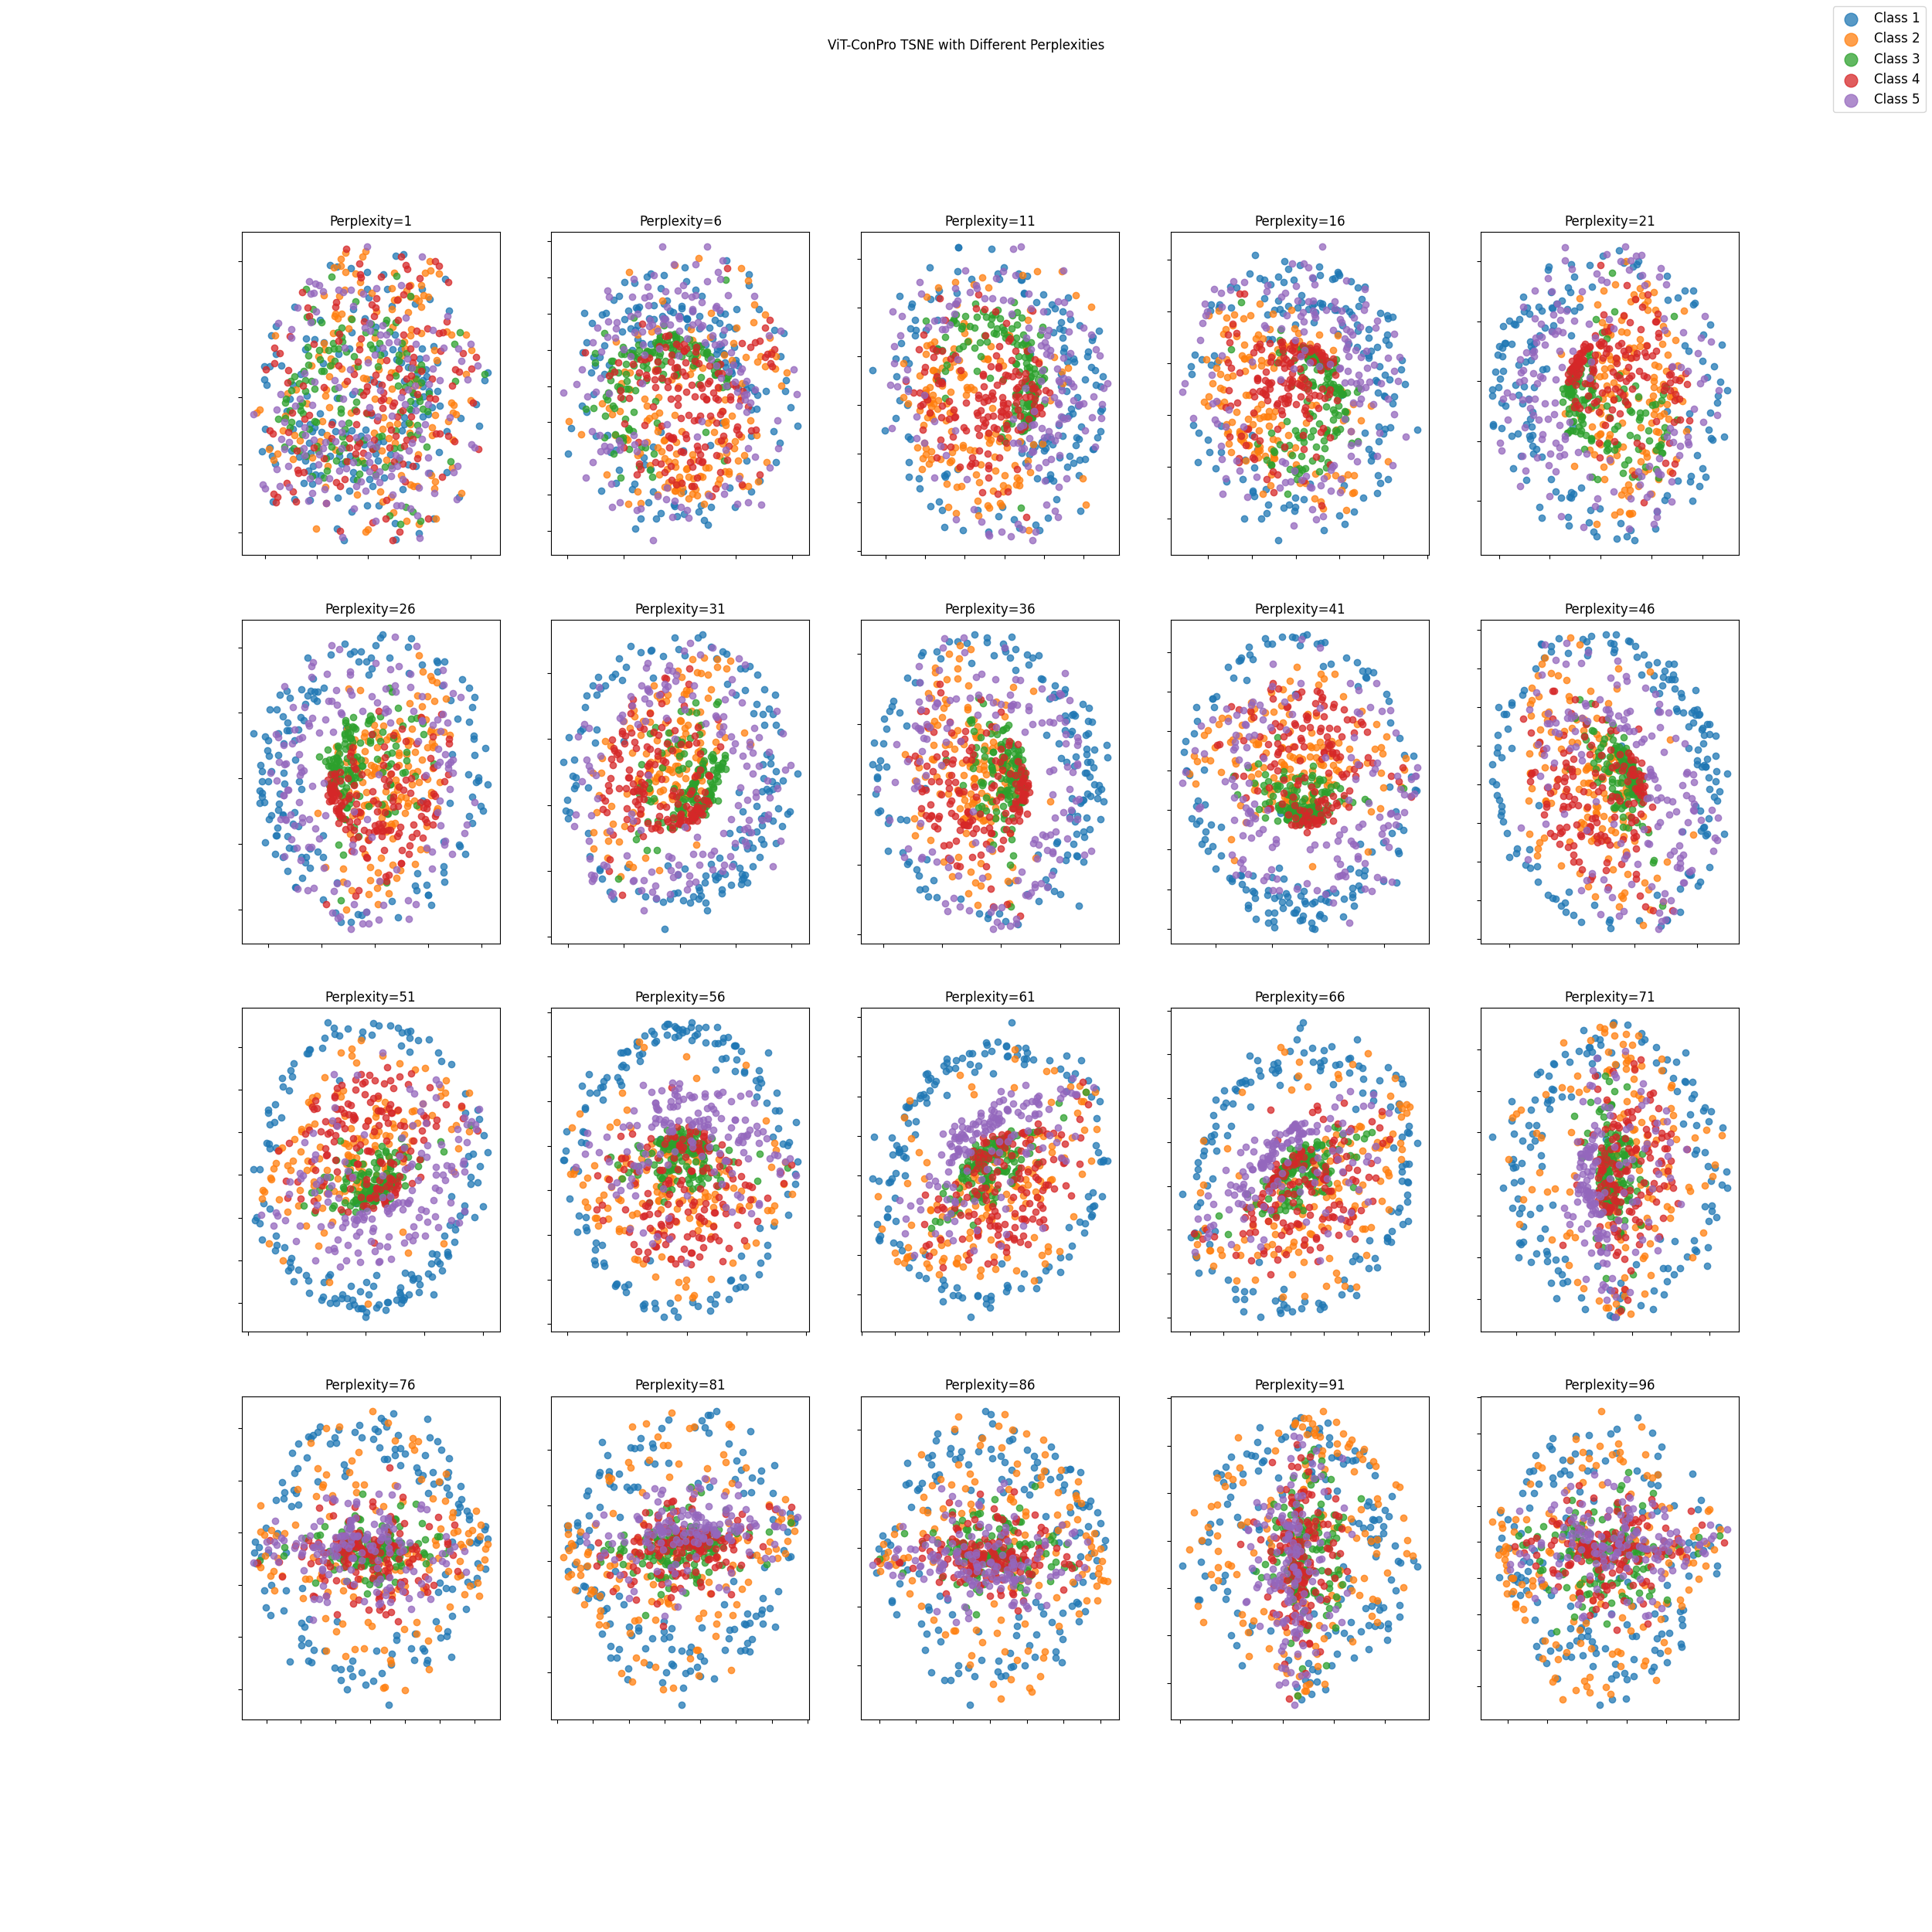 ViT-ConPro TSNE with Different Perplexities
Class 1
Class 2
Class 3
Class 4
Class 5
Perplexity=1
Perplexity=6
Perplexity=11
Perplexity=16
Perplexity=21
Perplexity=26
Perplexity=31
Perplexity=36
Perplexity=41
Perplexity=46
Perplexity=51
Perplexity=56
Perplexity=61
Perplexity=66
Perplexity=71
Perplexity=76
Perplexity=81
Perplexity=86
Perplexity=91
Perplexity=96